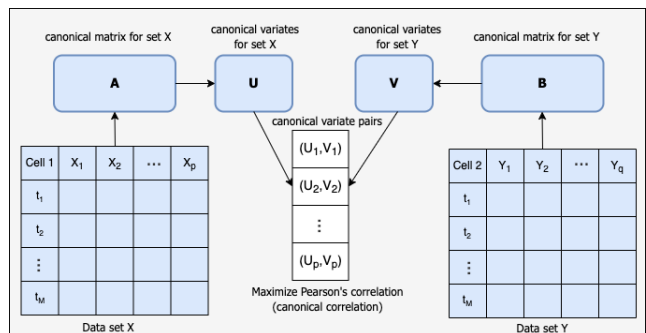 canonical matrix for set X
canonical variates
for set X
canonical variates
for set Y
canonical matrix for set Y
A
U
V
B
canonical variate pairs
Cell 1 X1 X2 ... Xp
t1
t2
⋮
tM
Data set X
(U1,V1)
(U2,V2)
⋮
(Up,Vp)
Maximize Pearson's correlation
(canonical correlation)
Cell 2 Y1 Y2 ... Yq
t1
t2
⋮
tM
Data set Y